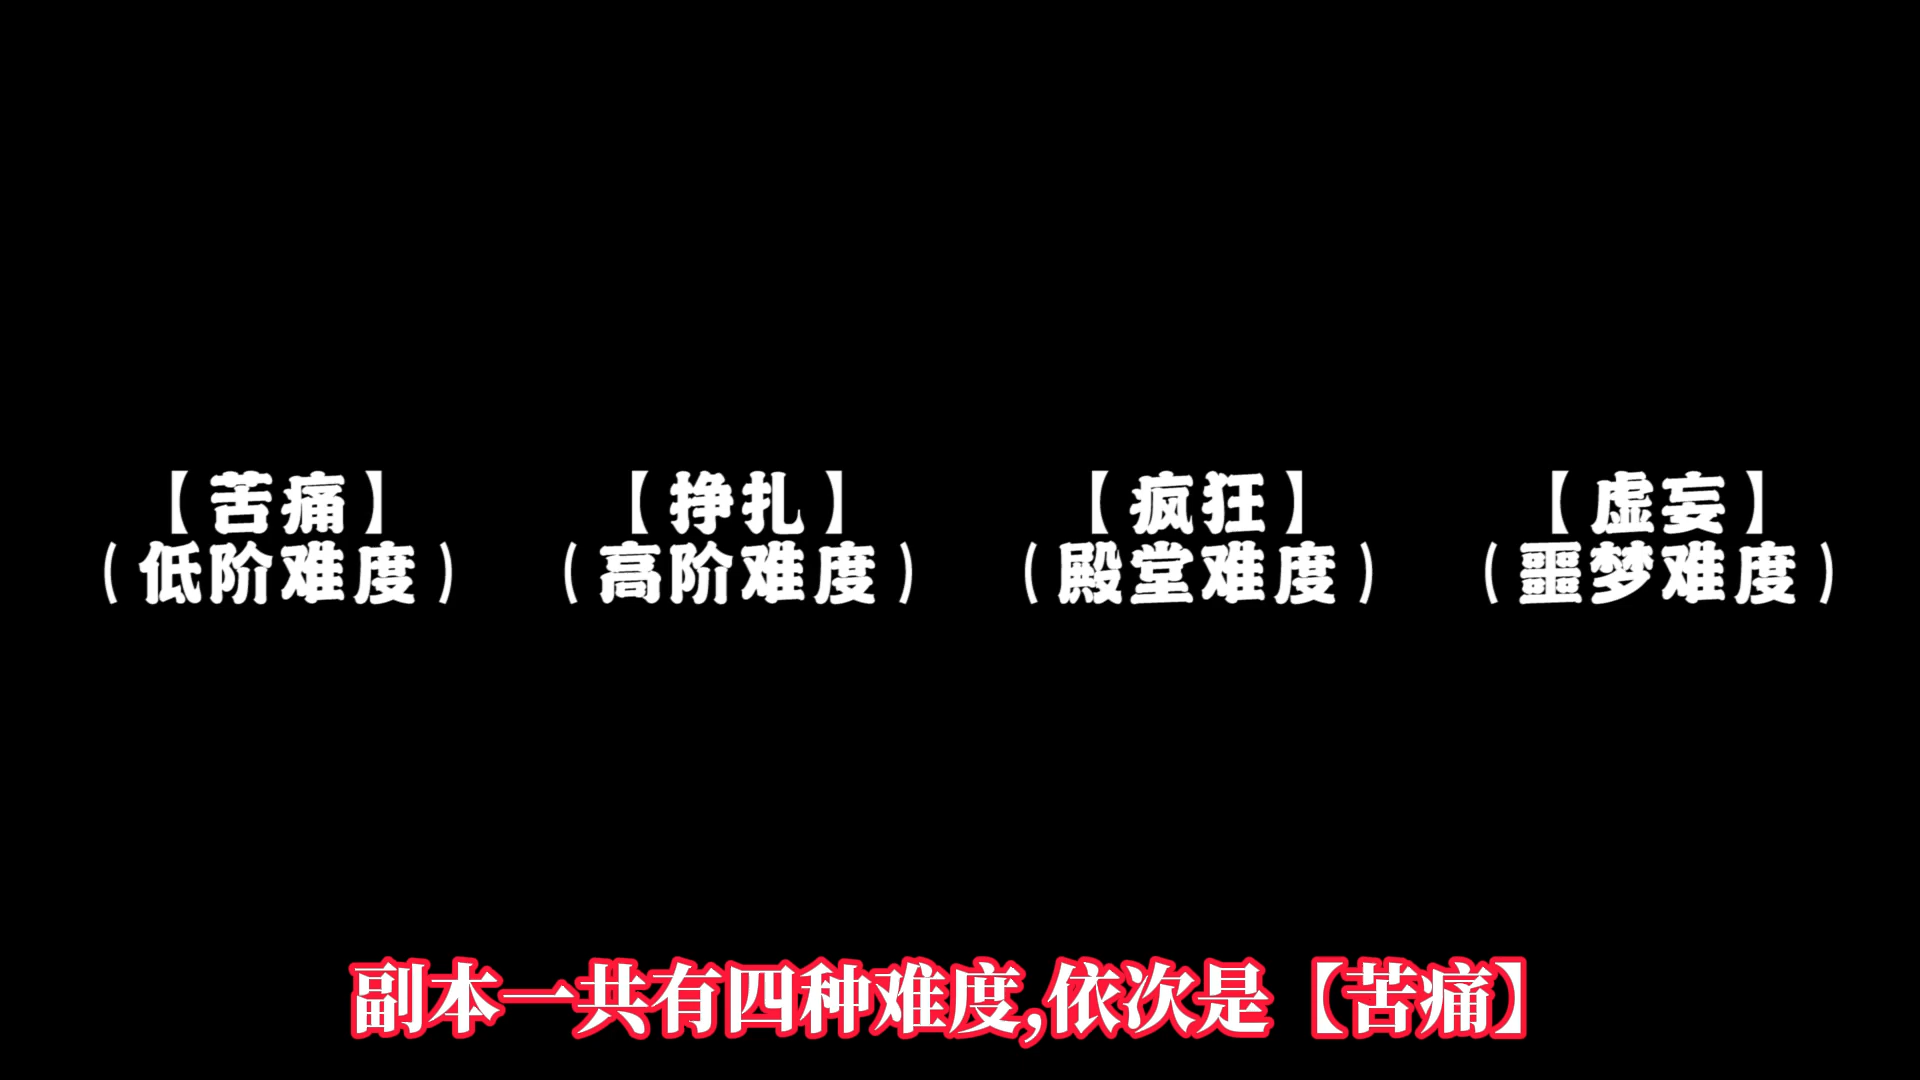 【苦痛】
（低阶难度）
【挣扎】
（高阶难度）
【疯狂】
（殿堂难度）
【虚妄】
（噩梦难度）
副本一共有四种难度,依次是【苦痛】